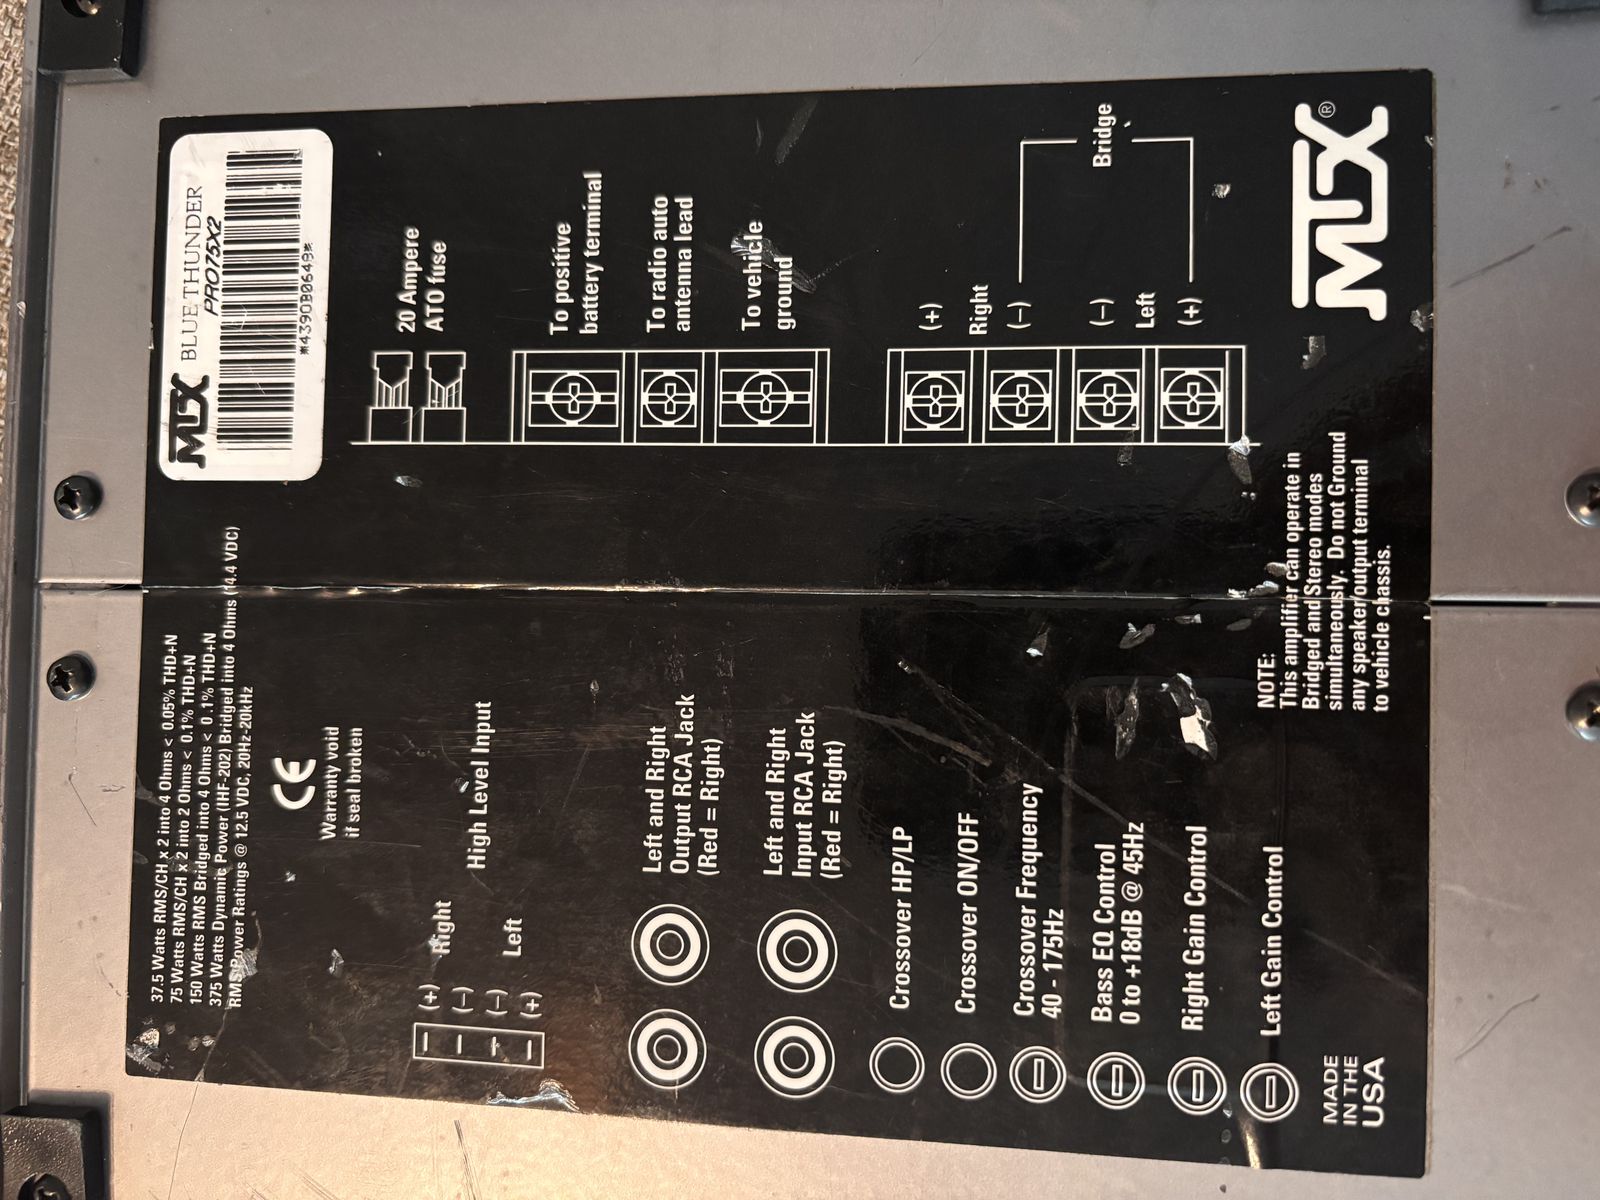 37.5 Watts RMS/CH x 2 into 4 Ohms < 0.05% THD+N
75 Watts RMS/CH x 2 into 2 Ohms < 0.1% THD+N
150 Watts RMS Bridged into 4 Ohms < 0.1% THD+N
375 Watts Dynamic Power (IHF-202) Bridged into 4 Ohms (14.4 VDC)
RMS Power Ratings @ 12.5 VDC, 20Hz-20kHz
MTX BLUE THUNDER
PRO75X2
*4390B0649*
CE
Warranty void
if seal broken
(+)
Right
(–)
(–)
Left
(+)
High Level Input
Left and Right
Output RCA Jack
(Red = Right)
Left and Right
Input RCA Jack
(Red = Right)
Crossover HP/LP
Crossover ON/OFF
Crossover Frequency
40 - 175Hz
Bass EQ Control
0 to +18dB @ 45Hz
Right Gain Control
Left Gain Control
MADE
IN THE
USA
20 Ampere
ATO fuse
To positive
battery terminal
To radio auto
antenna lead
To vehicle
ground
(+)
Right
(–)
(–)
Left
(+)
Bridge
NOTE:
This amplifier can operate in
Bridged and Stereo modes
simultaneously. Do not Ground
any speaker/output terminal
to vehicle chassis.
MTX®